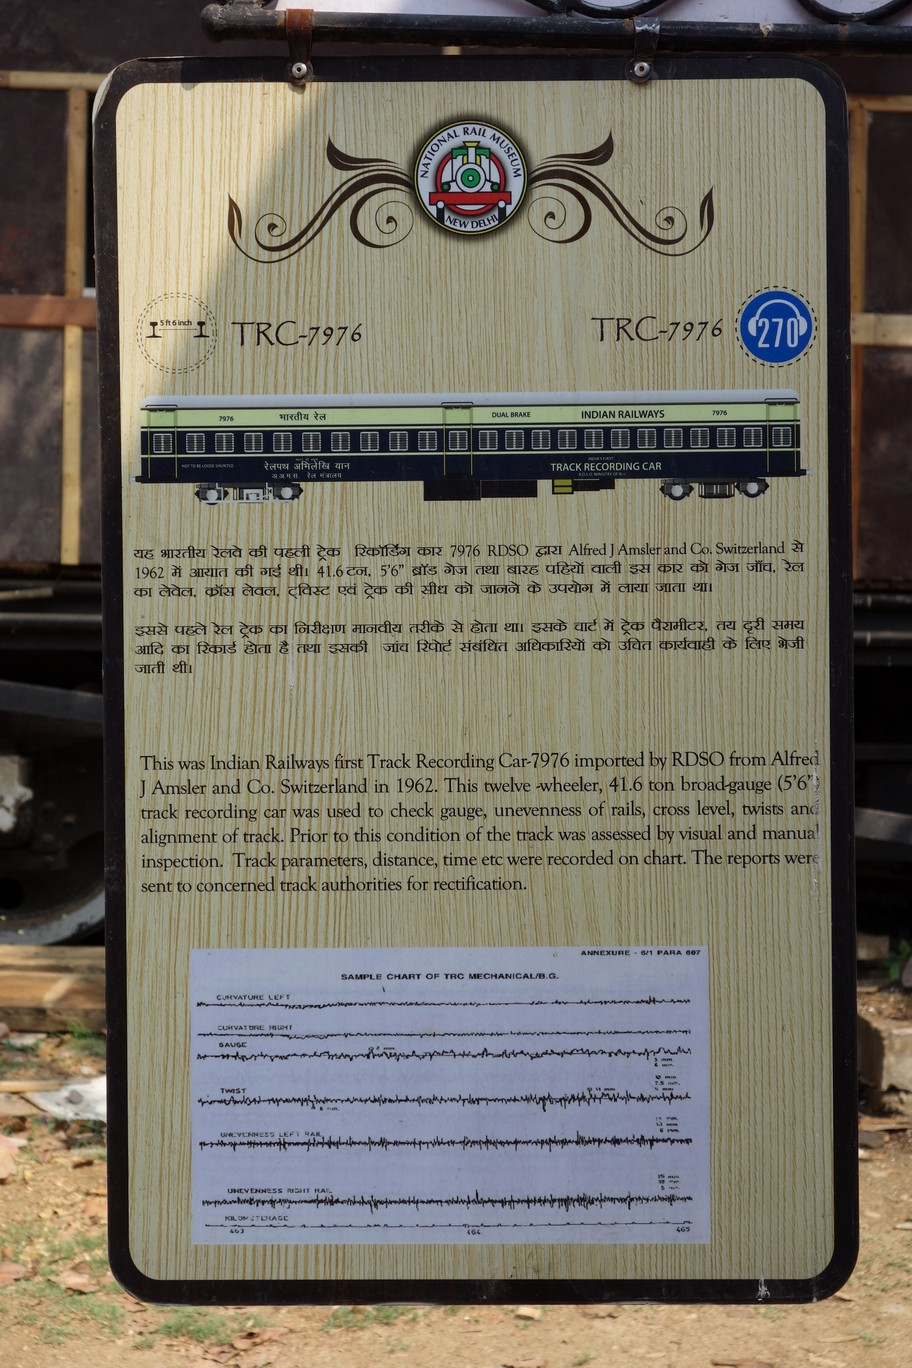 NATIONAL RAIL MUSEUM
NEW DELHI
5 ft 6 inch
TRC-7976
TRC-7976
270
7976
भारतीय रेल
DUAL BRAKE
INDIAN RAILWAYS
7976
NOT TO BE LOOSE SHUNTED
रेलपथ अभिलेखि यान
अ.अ.म.स रेल मंत्रालय
INDIA'S FIRST
TRACK RECORDING CAR
यह भारतीय रेलवे की पहली ट्रेक रिकॉर्डिंग कार 7976 RDSO द्वारा Alfred J Amsler and Co. Switzerland से
1962 में आयात की गई थी। 41.6 टन, 5'6" ब्रॉड गेज तथा बारह पहियों वाली इस कार को गेज जाँच, रेल
का लेवेल, क्रॉस लेवल, ट्विस्ट एवं ट्रेक की सीध को जानने के उपयोग में लाया जाता था।
इससे पहले रेल ट्रेक का निरीक्षण मानवीय तरीके से होता था। इसके चार्ट में ट्रेक पैरामीटर, तय दूरी समय
आदि का रिकार्ड होता है तथा इसकी जांच रिपोर्ट संबंधित अधिकारियों को उचित कार्यवाही के लिए भेजी
जाती थी।
This was Indian Railways first Track Recording Car-7976 imported by RDSO from Alfred
J Amsler and Co. Switzerland in 1962. This twelve -wheeler, 41.6 ton broad-gauge (5'6")
track recording car was used to check gauge, unevenness of rails, cross level, twists and
alignment of track. Prior to this condition of the track was assessed by visual and manual
inspection. Track parameters, distance, time etc were recorded on chart. The reports were
sent to concerned track authorities for rectification.
ANNEXURE - 6/1 PARA 607
SAMPLE CHART OF TRC MECHANICAL/B.G.
CURVATURE LEFT
CURVATURE RIGHT
GAUGE
TWIST
UNEVENNESS LEFT RAIL
UNEVENNESS RIGHT RAIL
KILOMETERAGE
463
464
465